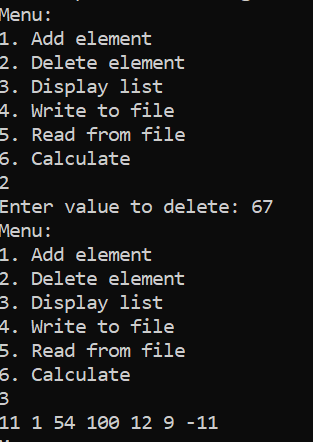 Menu:
1. Add element
2. Delete element
3. Display list
4. Write to file
5. Read from file
6. Calculate
2
Enter value to delete: 67
Menu:
1. Add element
2. Delete element
3. Display list
4. Write to file
5. Read from file
6. Calculate
3
11 1 54 100 12 9 -11